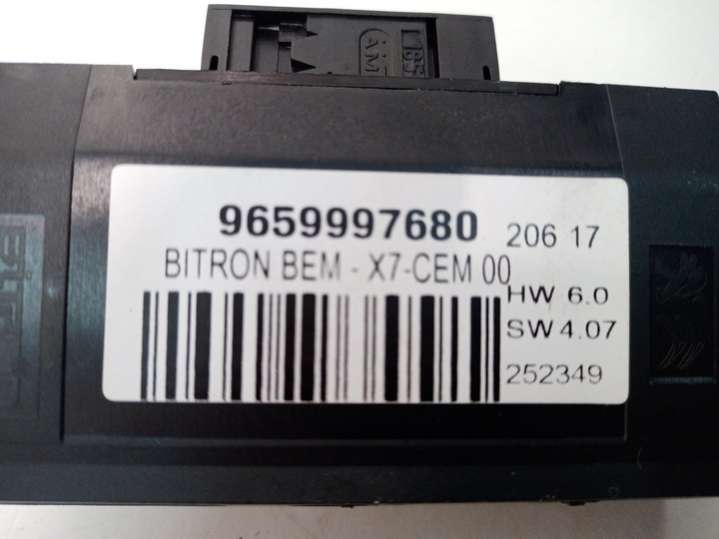 9659997680
206 17
BITRON BEM - X7-CEM 00
HW 6.0
SW 4.07
252349